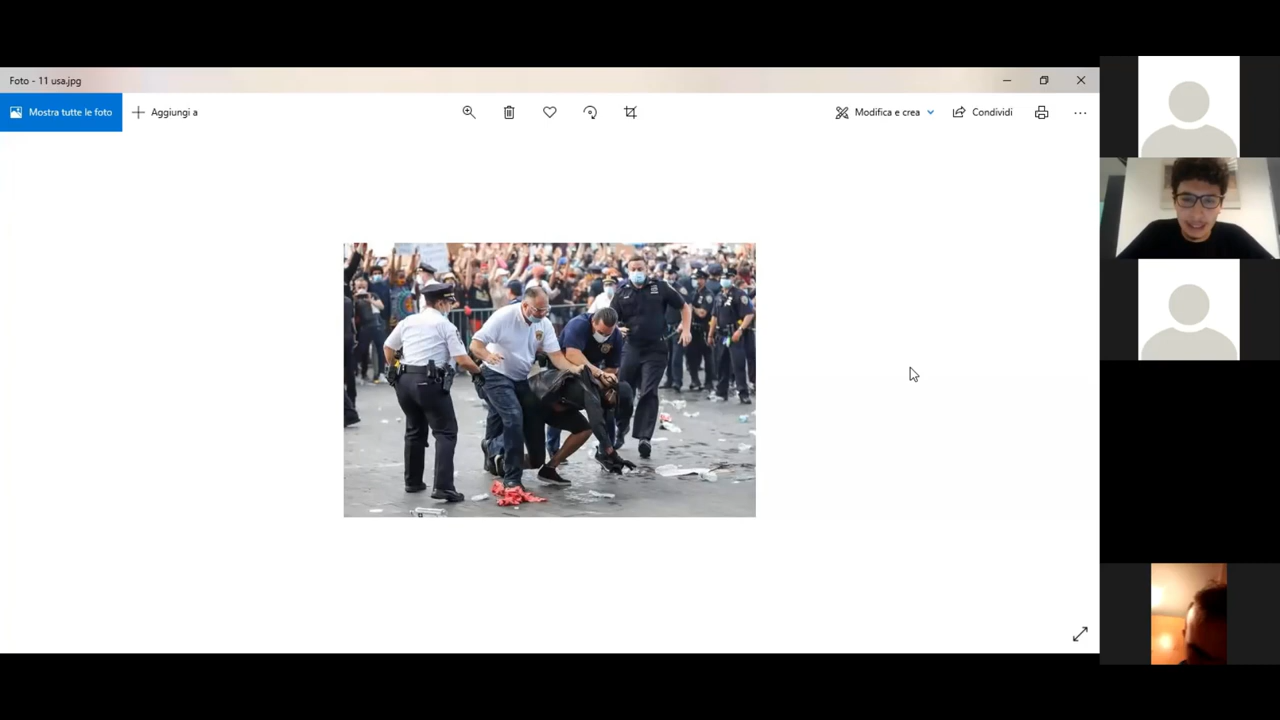 Foto - 11 usa.jpg
Mostra tutte le foto
Aggiungi a
Modifica e crea
Condividi